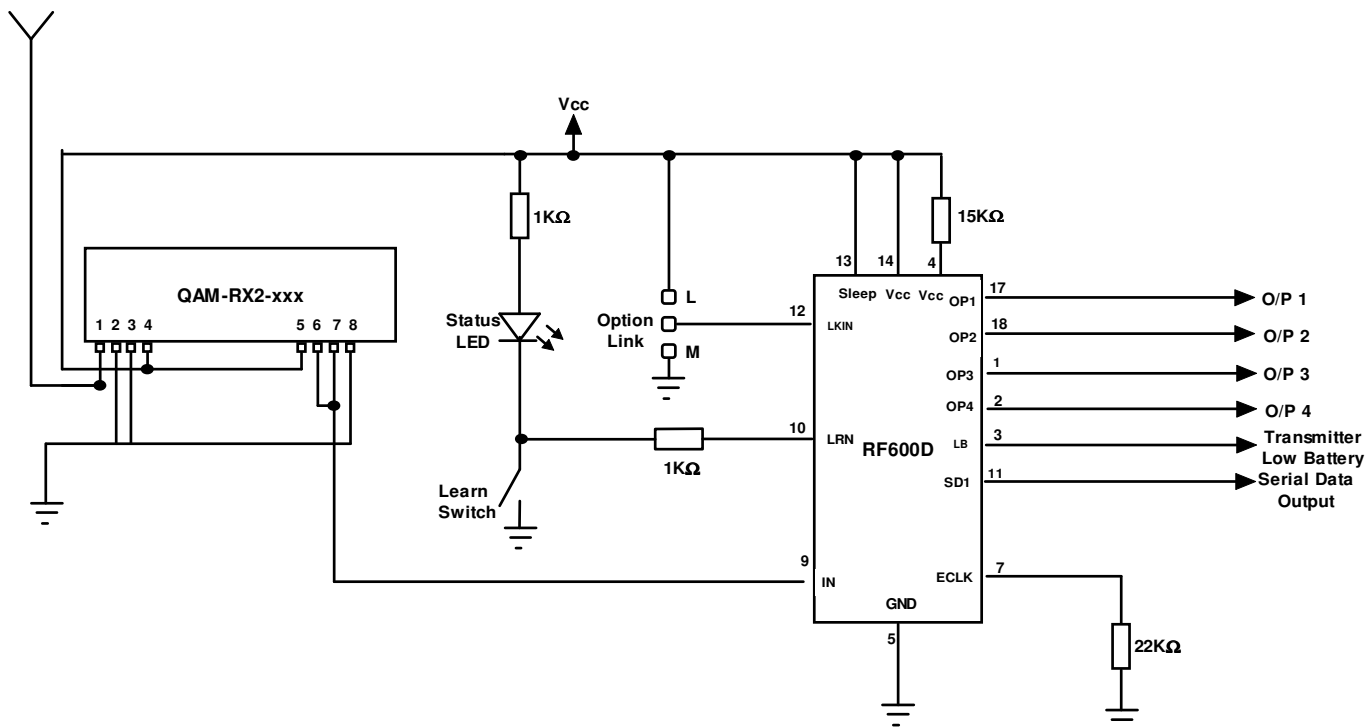 Vcc
1KΩ
15KΩ
QAM-RX2-xxx
1 2 3 4 5 6 7 8
Status
LED
Option
Link
L
M
13 14 4
Sleep Vcc Vcc
12 LKIN
OP1 17 O/P 1
OP2 18 O/P 2
OP3 1 O/P 3
OP4 2 O/P 4
10 LRN
1KΩ
RF600D
LB 3 Transmitter
Low Battery
SD1 11 Serial Data
Output
Learn
Switch
9 IN
ECLK 7
GND
5
22KΩ